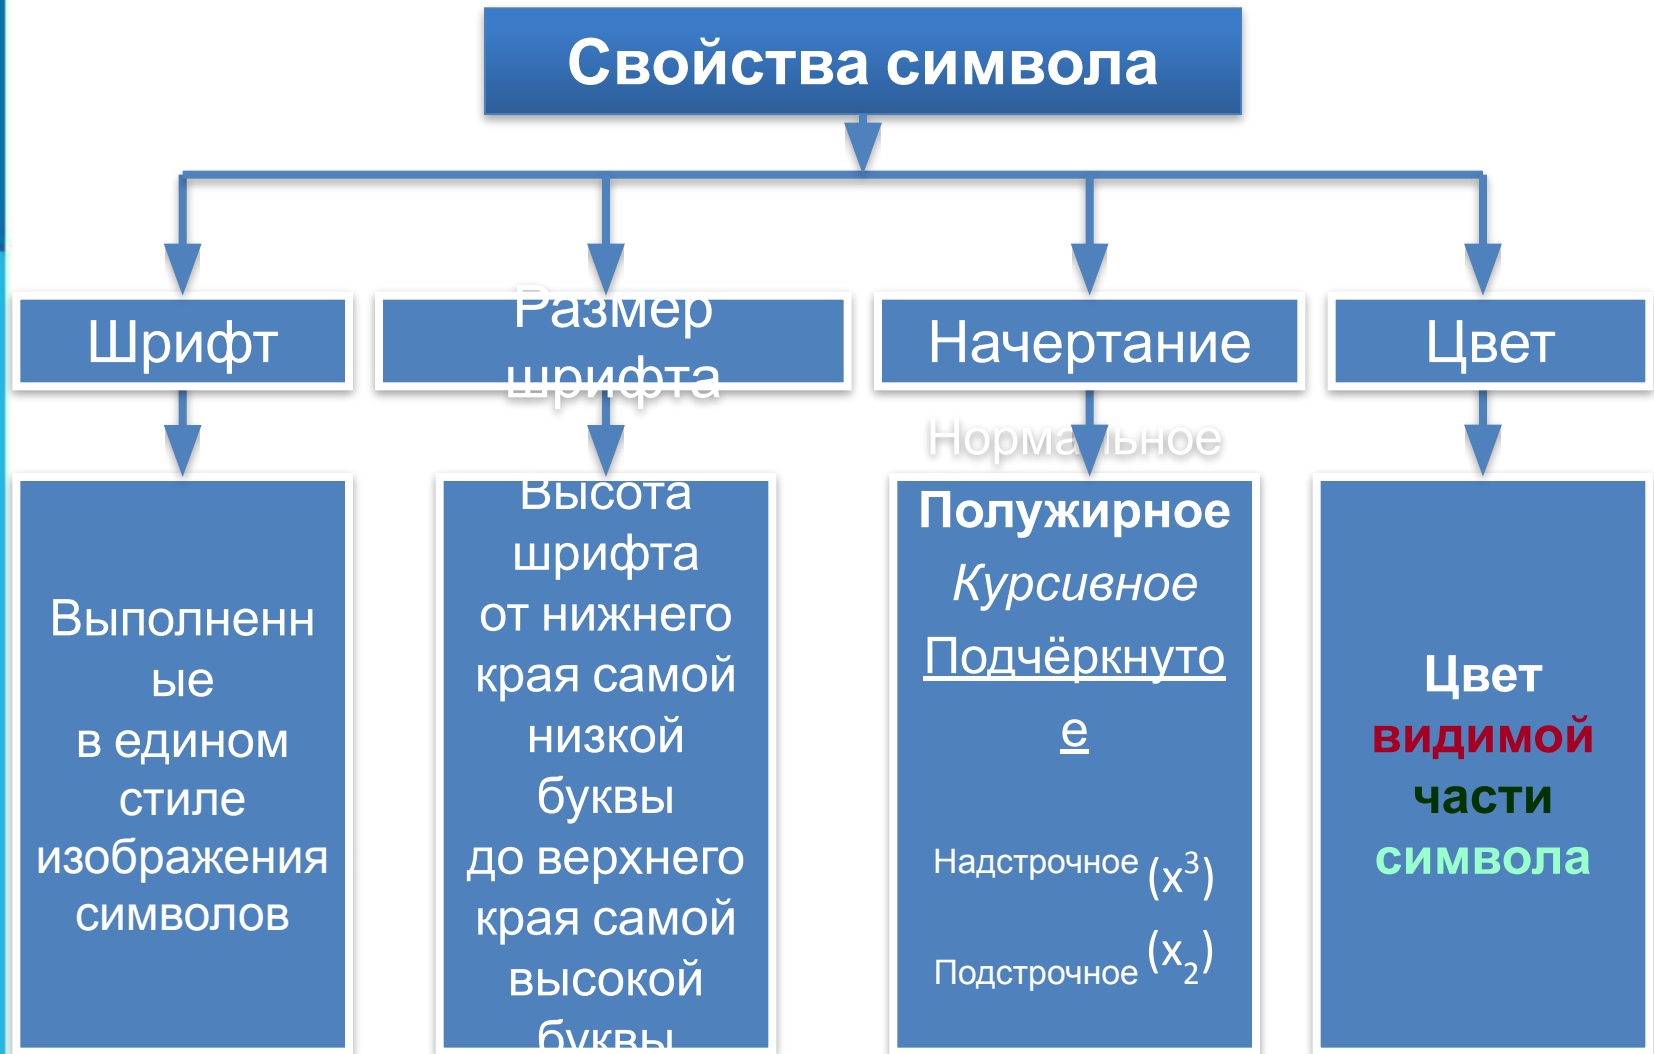 Свойства символа
Шрифт
Размер
шрифта
Начертание
Цвет
Выполненн
ые
в едином
стиле
изображения
символов
Высота
шрифта
от нижнего
края самой
низкой
буквы
до верхнего
края самой
высокой
буквы
Нормальное
Полужирное
Курсивное
Подчёркнуто
е
Надстрочное (x³)
Подстрочное (x₂)
Цвет
видимой
части
символа